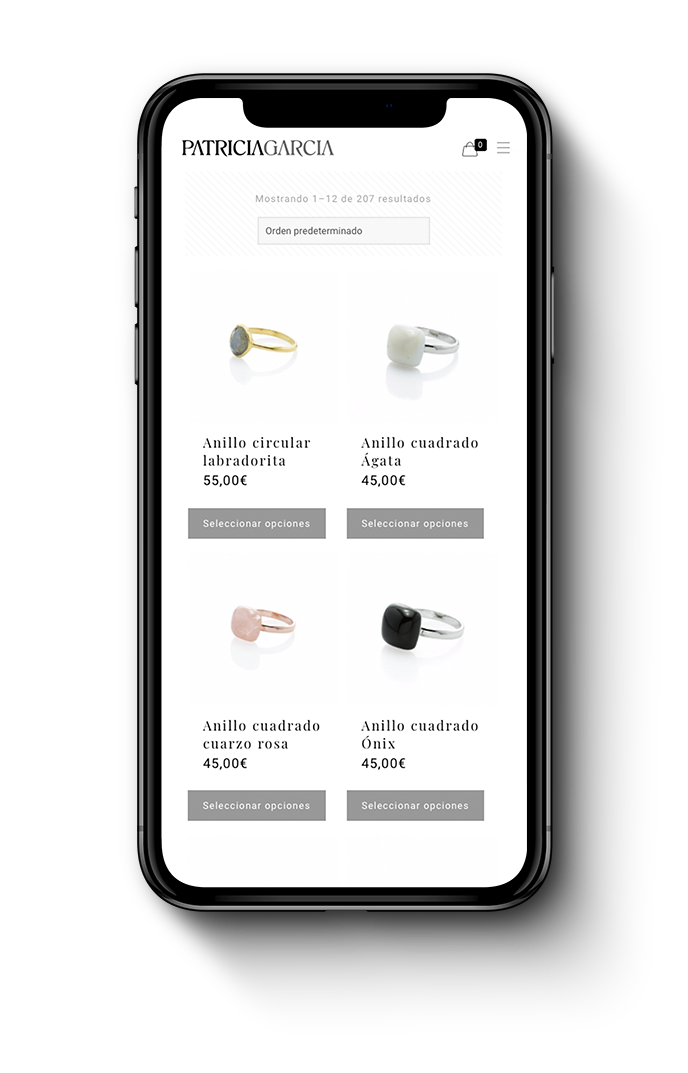 PATRICIAGARCIA
0
Mostrando 1–12 de 207 resultados
Orden predeterminado
Anillo circular
labradorita
55,00€
Seleccionar opciones
Anillo cuadrado
Ágata
45,00€
Seleccionar opciones
Anillo cuadrado
cuarzo rosa
45,00€
Seleccionar opciones
Anillo cuadrado
Ónix
45,00€
Seleccionar opciones